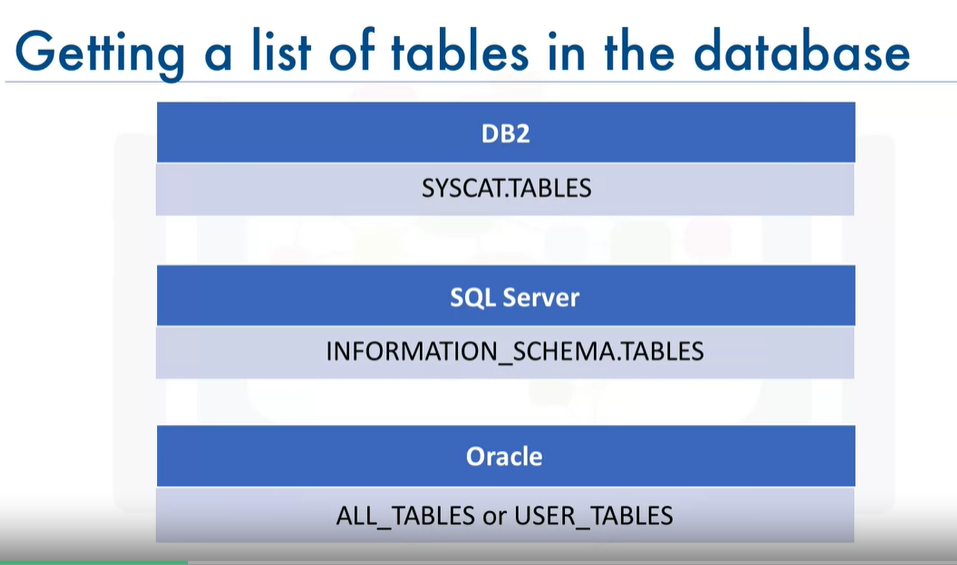 Getting a list of tables in the database
DB2
SYSCAT.TABLES
SQL Server
INFORMATION_SCHEMA.TABLES
Oracle
ALL_TABLES or USER_TABLES